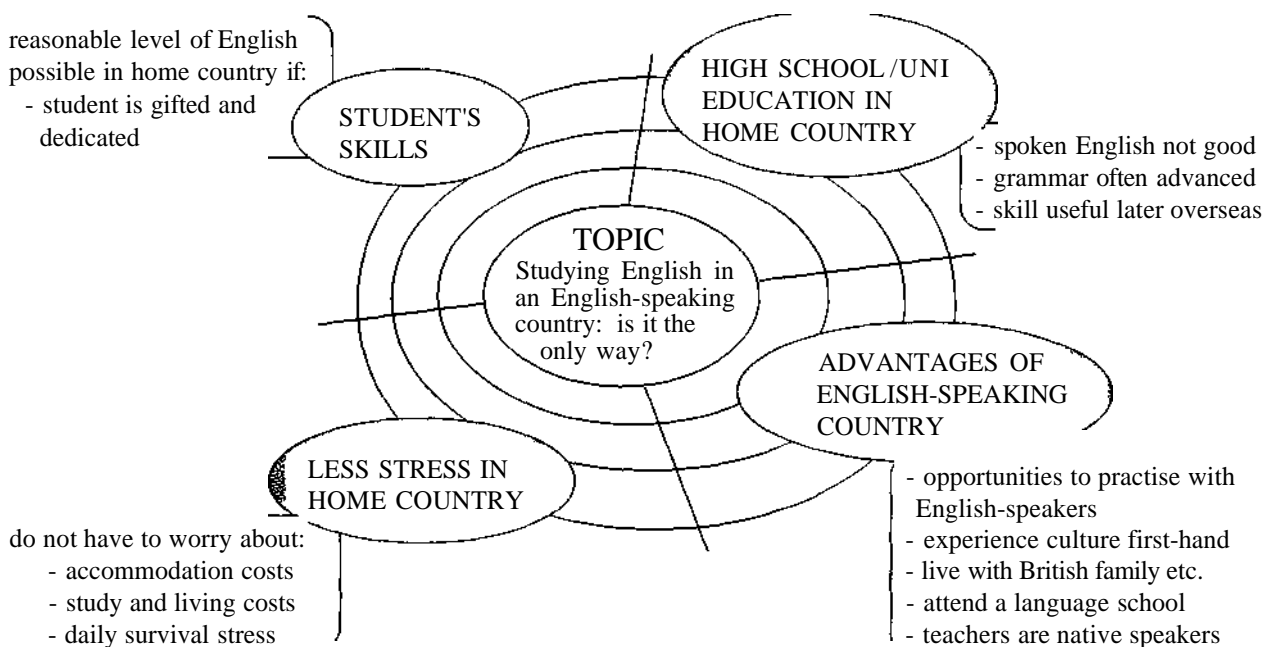 reasonable level of English
possible in home country if:
- student is gifted and
dedicated
STUDENT'S
SKILLS
HIGH SCHOOL/UNI
EDUCATION IN
HOME COUNTRY
- spoken English not good
- grammar often advanced
- skill useful later overseas
TOPIC
Studying English in
an English-speaking
country: is it the
only way?
ADVANTAGES OF
ENGLISH-SPEAKING
COUNTRY
- opportunities to practise with
English-speakers
- experience culture first-hand
- live with British family etc.
- attend a language school
- teachers are native speakers
LESS STRESS IN
HOME COUNTRY
do not have to worry about:
- accommodation costs
- study and living costs
- daily survival stress